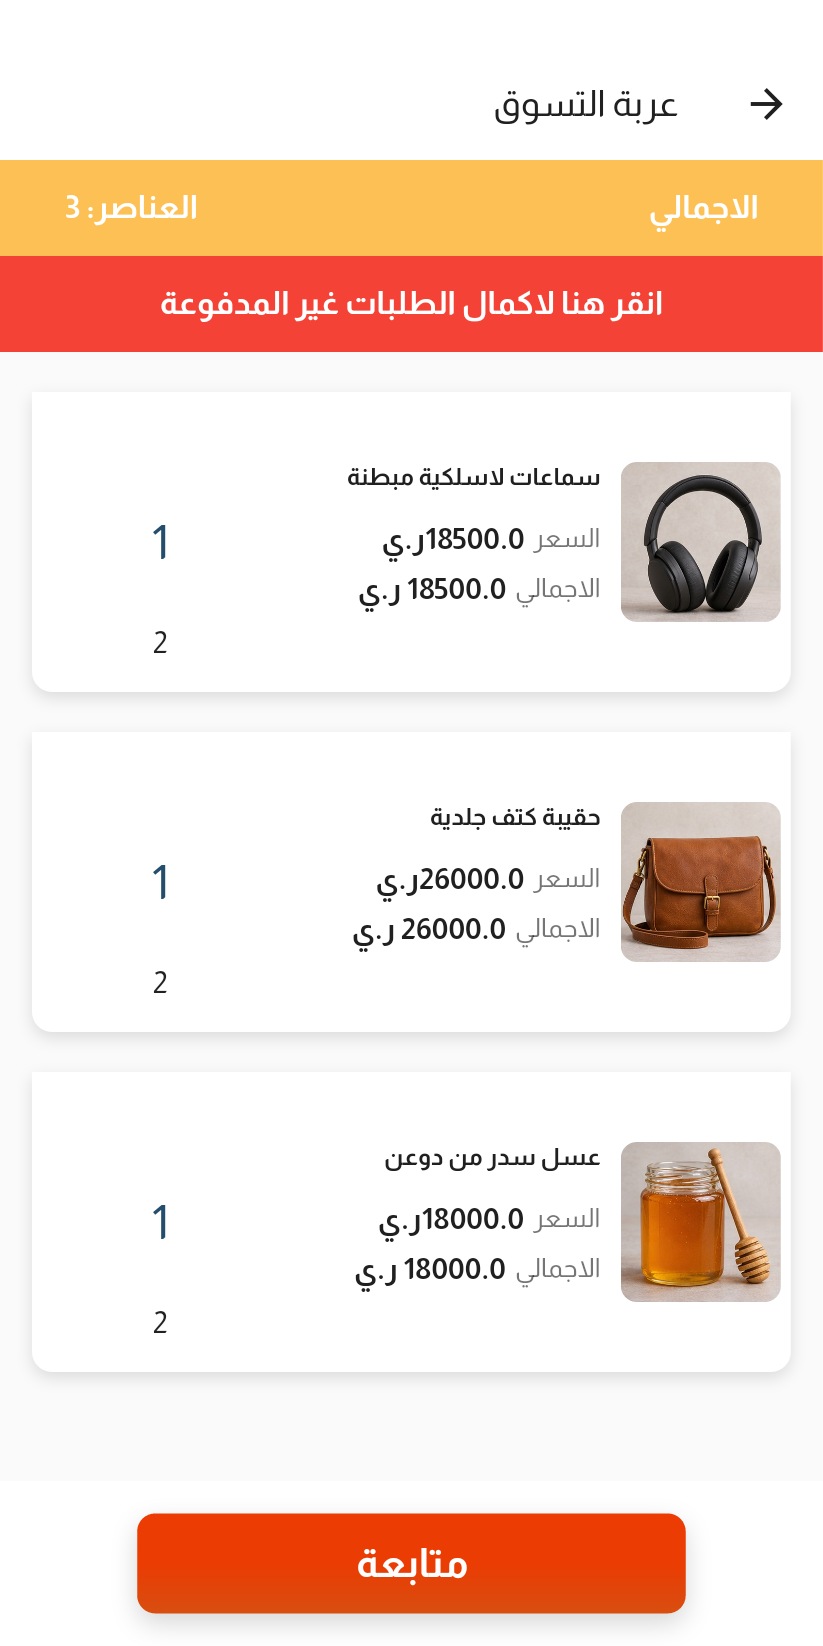 عربة التسوق
الاجمالي
العناصر: 3
انقر هنا لاكمال الطلبات غير المدفوعة
سماعات لاسلكية مبطنة
السعر 18500.0ر.ي
الاجمالي 18500.0 ر.ي
1
2
حقيبة كتف جلدية
السعر 26000.0ر.ي
الاجمالي 26000.0 ر.ي
1
2
عسل سدر من دوعن
السعر 18000.0ر.ي
الاجمالي 18000.0 ر.ي
1
2
متابعة